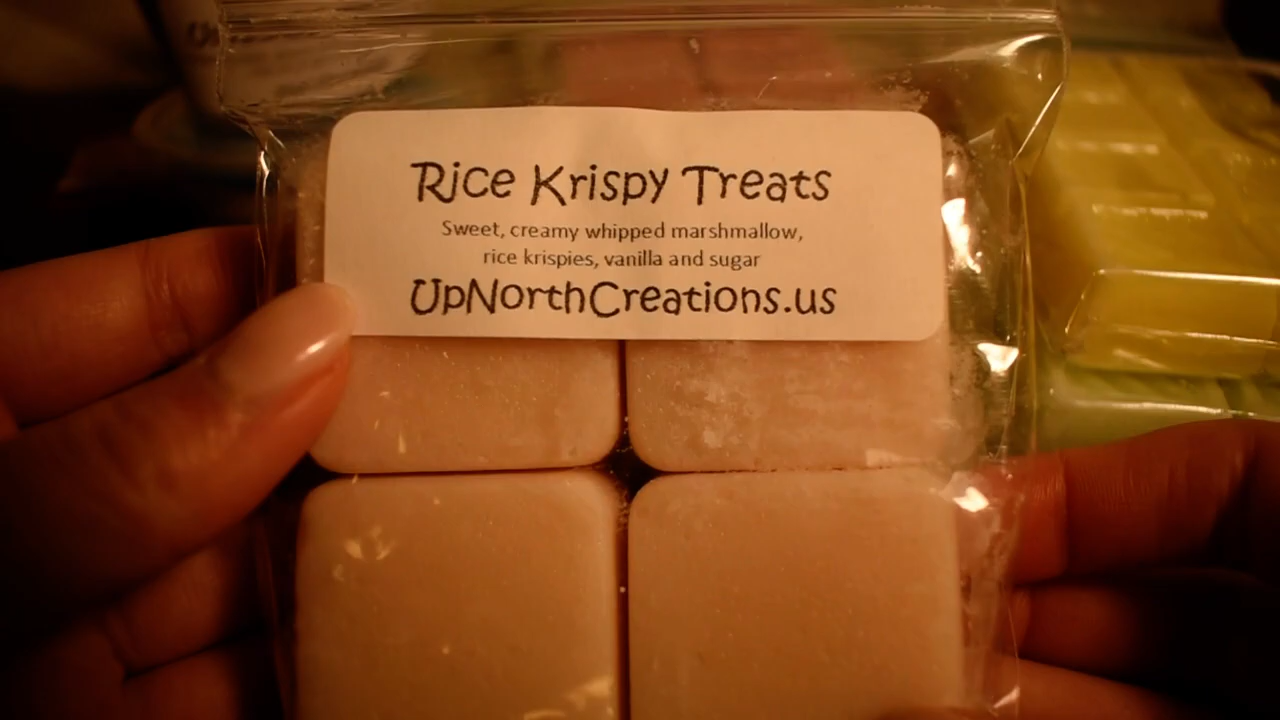 Rice Krispy Treats
Sweet, creamy whipped marshmallow,
rice krispies, vanilla and sugar
UpNorthCreations.us